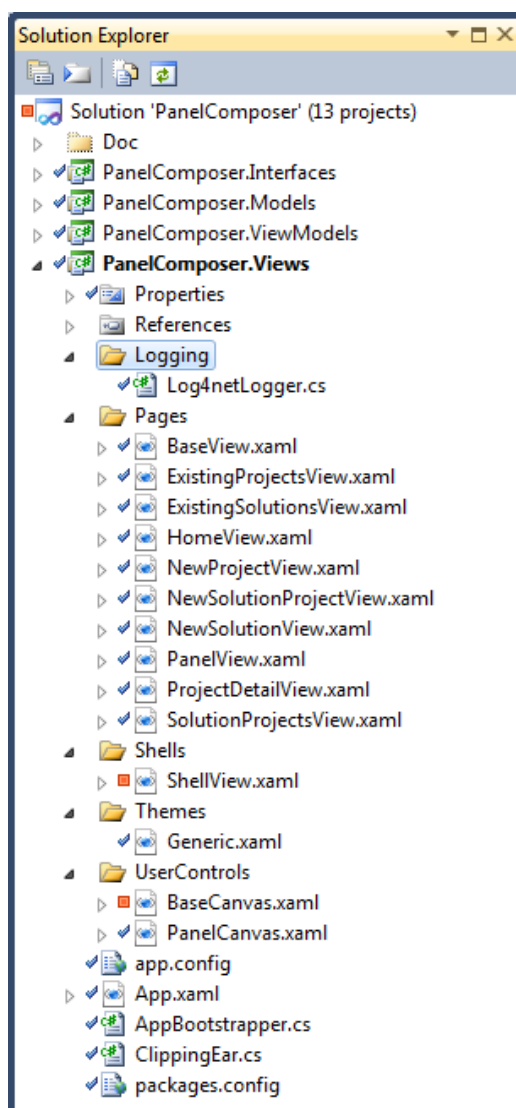 Solution Explorer
Solution 'PanelComposer' (13 projects)
Doc
PanelComposer.Interfaces
PanelComposer.Models
PanelComposer.ViewModels
PanelComposer.Views
Properties
References
Logging
Log4netLogger.cs
Pages
BaseView.xaml
ExistingProjectsView.xaml
ExistingSolutionsView.xaml
HomeView.xaml
NewProjectView.xaml
NewSolutionProjectView.xaml
NewSolutionView.xaml
PanelView.xaml
ProjectDetailView.xaml
SolutionProjectsView.xaml
Shells
ShellView.xaml
Themes
Generic.xaml
UserControls
BaseCanvas.xaml
PanelCanvas.xaml
app.config
App.xaml
AppBootstrapper.cs
ClippingEar.cs
packages.config